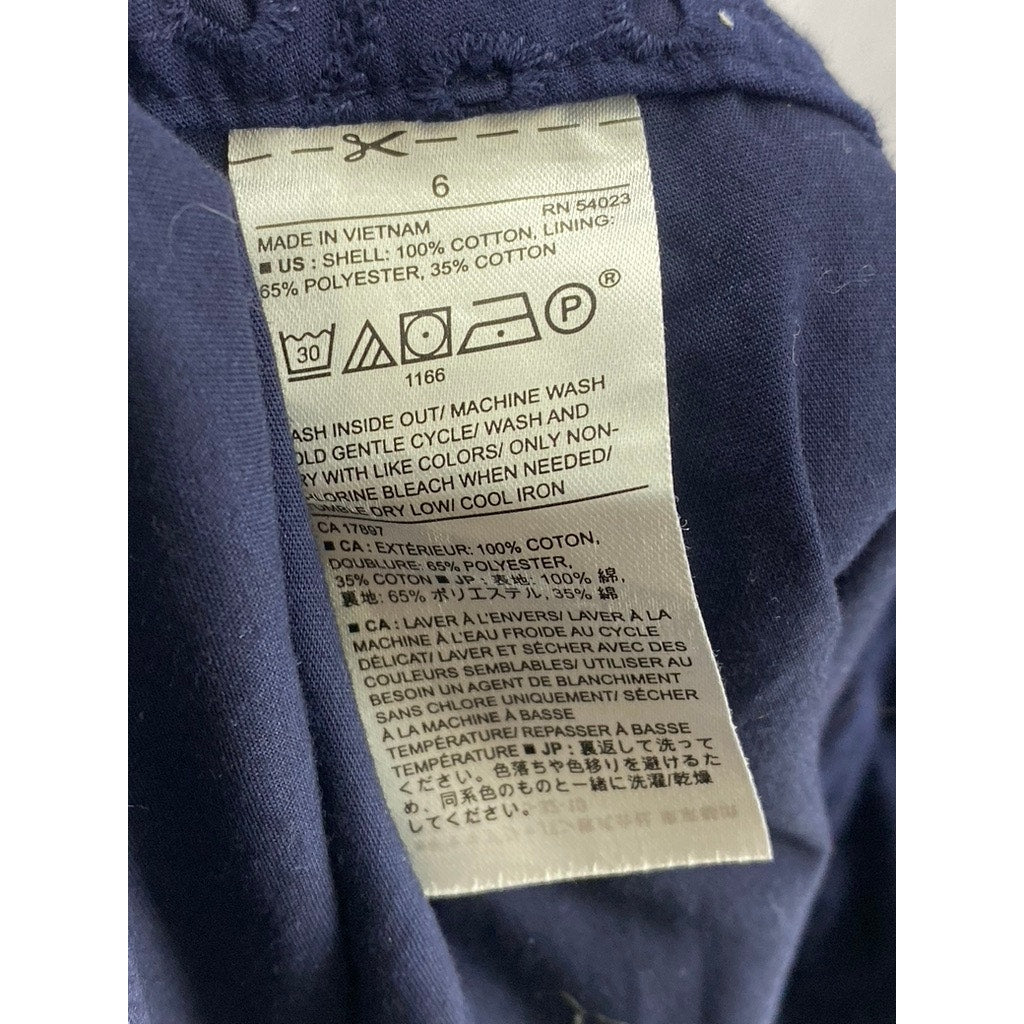 6
RN 54023
MADE IN VIETNAM
■ US : SHELL: 100% COTTON, LINING:
65% POLYESTER, 35% COTTON
30 P ®
1166
ASH INSIDE OUT/ MACHINE WASH
OLD GENTLE CYCLE/ WASH AND
RY WITH LIKE COLORS/ ONLY NON-
HLORINE BLEACH WHEN NEEDED/
TUMBLE DRY LOW/ COOL IRON
CA 17897
■ CA : EXTÉRIEUR: 100% COTON,
DOUBLURE: 65% POLYESTER,
35% COTON ■ JP : 表地: 100% 綿,
裏地: 65% ポリエステル, 35% 綿
■ CA : LAVER À L'ENVERS/ LAVER À LA
MACHINE À L'EAU FROIDE AU CYCLE
DÉLICAT/ LAVER ET SÉCHER AVEC DES
COULEURS SEMBLABLES/ UTILISER AU
BESOIN UN AGENT DE BLANCHIMENT
SANS CHLORE UNIQUEMENT/ SÉCHER
À LA MACHINE À BASSE
TEMPÉRATURE/ REPASSER À BASSE
TEMPÉRATURE ■ JP : 裏返して洗って
ください。色落ちや色移りを避けるた
め、同系色のものと一緒に洗濯/乾燥
してください。